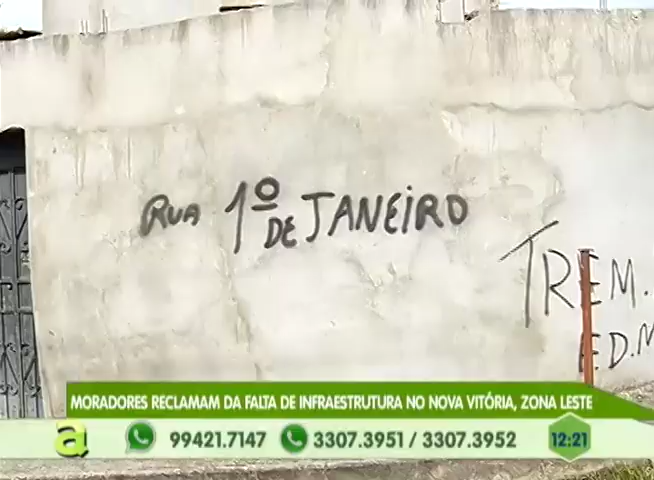 RUA 1º DE JANEIRO
TREM.
E.D.M
MORADORES RECLAMAM DA FALTA DE INFRAESTRUTURA NO NOVA VITÓRIA, ZONA LESTE
a 99421.7147 3307.3951 / 3307.3952 12:21